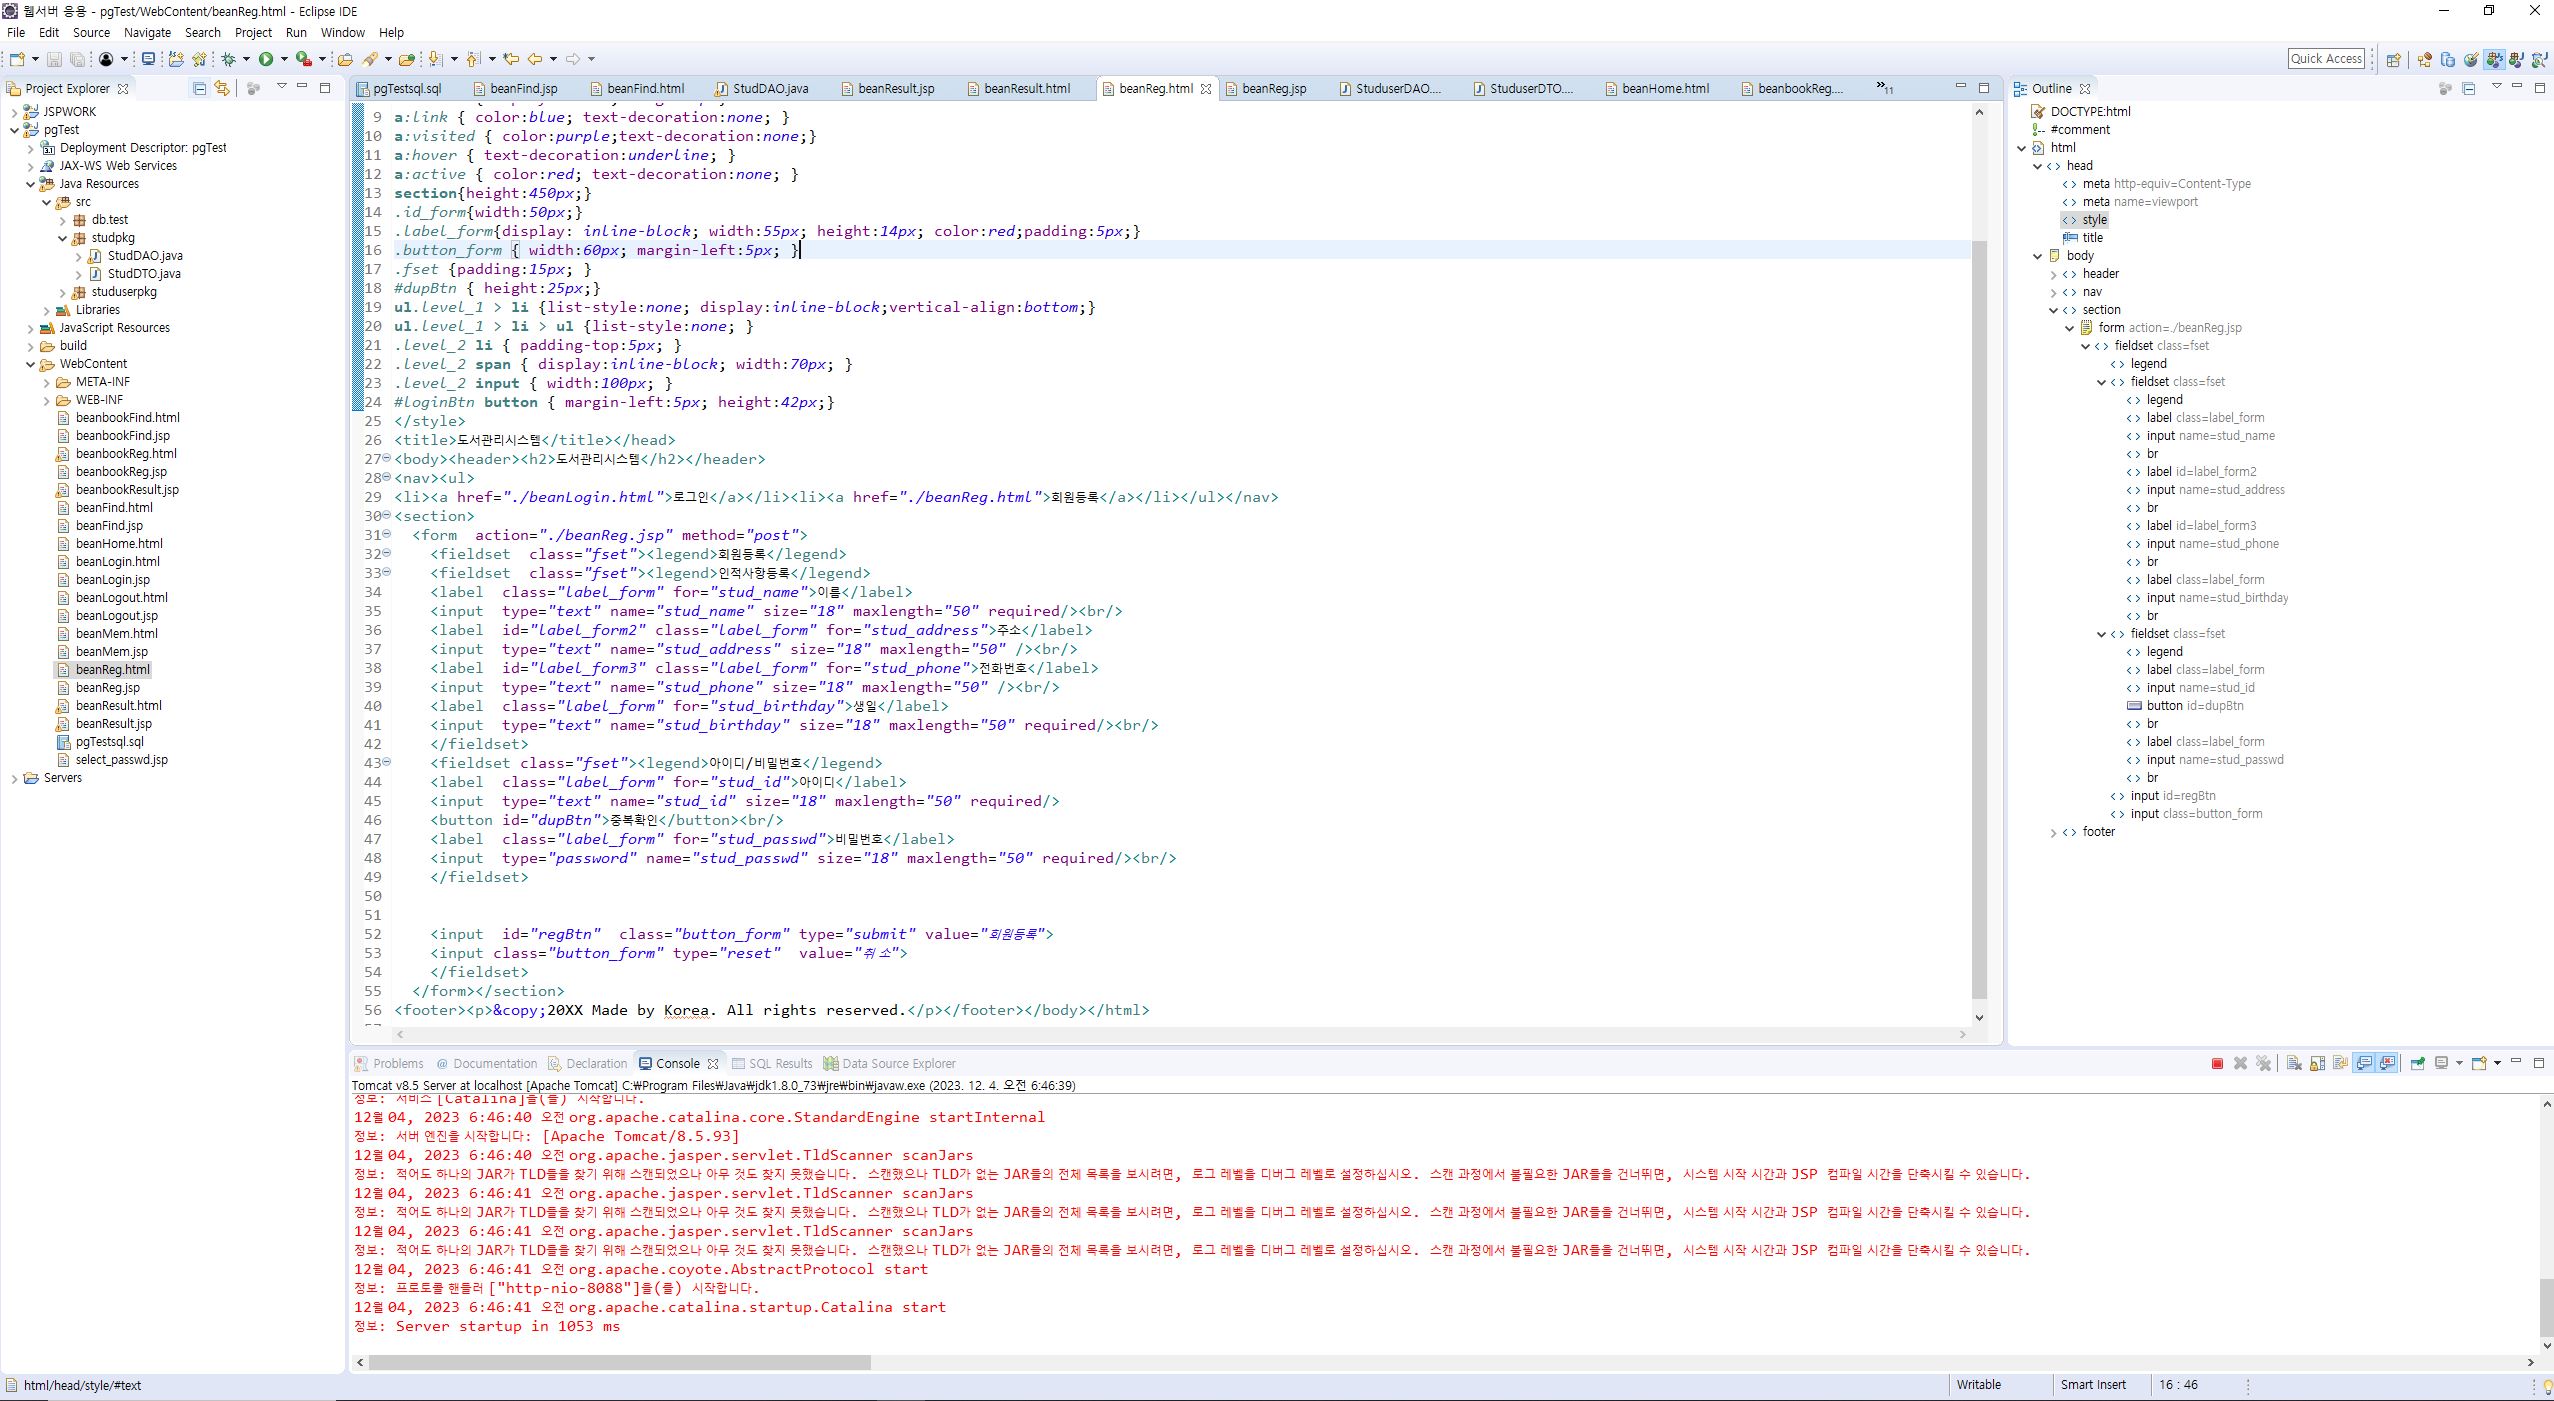 웹서버 응용 - pgTest/WebContent/beanReg.html - Eclipse IDE
File Edit Source Navigate Search Project Run Window Help
Quick Access
Project Explorer
JSPWORK
pgTest
Deployment Descriptor: pgTest
JAX-WS Web Services
Java Resources
src
db.test
studpkg
StudDAO.java
StudDTO.java
studuserpkg
Libraries
JavaScript Resources
build
WebContent
META-INF
WEB-INF
beanbookFind.html
beanbookFind.jsp
beanbookReg.html
beanbookReg.jsp
beanbookResult.jsp
beanFind.html
beanFind.jsp
beanHome.html
beanLogin.html
beanLogin.jsp
beanLogout.html
beanLogout.jsp
beanMem.html
beanMem.jsp
beanReg.html
beanReg.jsp
beanResult.html
beanResult.jsp
pgTestsql.sql
select_passwd.jsp
Servers
pgTestsql.sql beanFind.jsp beanFind.html StudDAO.java beanResult.jsp beanResult.html beanReg.html beanReg.jsp StuduserDAO.... StuduserDTO.... beanHome.html beanbookReg.... »11
9 a:link { color:blue; text-decoration:none; }
10 a:visited { color:purple;text-decoration:none;}
11 a:hover { text-decoration:underline; }
12 a:active { color:red; text-decoration:none; }
13 section{height:450px;}
14 .id_form{width:50px;}
15 .label_form{display: inline-block; width:55px; height:14px; color:red;padding:5px;}
16 .button_form { width:60px; margin-left:5px; }
17 .fset {padding:15px; }
18 #dupBtn { height:25px;}
19 ul.level_1 > li {list-style:none; display:inline-block;vertical-align:bottom;}
20 ul.level_1 > li > ul {list-style:none; }
21 .level_2 li { padding-top:5px; }
22 .level_2 span { display:inline-block; width:70px; }
23 .level_2 input { width:100px; }
24 #loginBtn button { margin-left:5px; height:42px;}
25 </style>
26 <title>도서관리시스템</title></head>
27 <body><header><h2>도서관리시스템</h2></header>
28 <nav><ul>
29 <li><a href="./beanLogin.html">로그인</a></li><li><a href="./beanReg.html">회원등록</a></li></ul></nav>
30 <section>
31 <form  action="./beanReg.jsp" method="post">
32 <fieldset  class="fset"><legend>회원등록</legend>
33 <fieldset  class="fset"><legend>인적사항등록</legend>
34 <label  class="label_form" for="stud_name">이름</label>
35 <input  type="text" name="stud_name" size="18" maxlength="50" required/><br/>
36 <label  id="label_form2" class="label_form" for="stud_address">주소</label>
37 <input  type="text" name="stud_address" size="18" maxlength="50" /><br/>
38 <label  id="label_form3" class="label_form" for="stud_phone">전화번호</label>
39 <input  type="text" name="stud_phone" size="18" maxlength="50" /><br/>
40 <label  class="label_form" for="stud_birthday">생일</label>
41 <input  type="text" name="stud_birthday" size="18" maxlength="50" required/><br/>
42 </fieldset>
43 <fieldset class="fset"><legend>아이디/비밀번호</legend>
44 <label  class="label_form" for="stud_id">아이디</label>
45 <input  type="text" name="stud_id" size="18" maxlength="50" required/>
46 <button id="dupBtn">중복확인</button><br/>
47 <label  class="label_form" for="stud_passwd">비밀번호</label>
48 <input  type="password" name="stud_passwd" size="18" maxlength="50" required/><br/>
49 </fieldset>
50
51
52 <input  id="regBtn"  class="button_form" type="submit" value="회원등록">
53 <input class="button_form" type="reset"  value="취소">
54 </fieldset>
55 </form></section>
56 <footer><p>&copy;20XX Made by Korea. All rights reserved.</p></footer></body></html>
Outline
DOCTYPE:html
#comment
html
head
meta http-equiv=Content-Type
meta name=viewport
style
title
body
header
nav
section
form action=./beanReg.jsp
fieldset class=fset
legend
fieldset class=fset
legend
label class=label_form
input name=stud_name
br
label id=label_form2
input name=stud_address
br
label id=label_form3
input name=stud_phone
br
label class=label_form
input name=stud_birthday
br
fieldset class=fset
legend
label class=label_form
input name=stud_id
button id=dupBtn
br
label class=label_form
input name=stud_passwd
br
input id=regBtn
input class=button_form
footer
Problems Documentation Declaration Console SQL Results Data Source Explorer
Tomcat v8.5 Server at localhost [Apache Tomcat] C:₩Program Files₩Java₩jdk1.8.0_73₩jre₩bin₩javaw.exe (2023. 12. 4. 오전 6:46:39)
정보: 서비스 [Catalina]을(를) 시작합니다.
12월 04, 2023 6:46:40 오전 org.apache.catalina.core.StandardEngine startInternal
정보: 서버 엔진을 시작합니다: [Apache Tomcat/8.5.93]
12월 04, 2023 6:46:40 오전 org.apache.jasper.servlet.TldScanner scanJars
정보: 적어도 하나의 JAR가 TLD들을 찾기 위해 스캔되었으나 아무 것도 찾지 못했습니다. 스캔했으나 TLD가 없는 JAR들의 전체 목록을 보시려면, 로그 레벨을 디버그 레벨로 설정하십시오. 스캔 과정에서 불필요한 JAR들을 건너뛰면, 시스템 시작 시간과 JSP 컴파일 시간을 단축시킬 수 있습니다.
12월 04, 2023 6:46:41 오전 org.apache.jasper.servlet.TldScanner scanJars
정보: 적어도 하나의 JAR가 TLD들을 찾기 위해 스캔되었으나 아무 것도 찾지 못했습니다. 스캔했으나 TLD가 없는 JAR들의 전체 목록을 보시려면, 로그 레벨을 디버그 레벨로 설정하십시오. 스캔 과정에서 불필요한 JAR들을 건너뛰면, 시스템 시작 시간과 JSP 컴파일 시간을 단축시킬 수 있습니다.
12월 04, 2023 6:46:41 오전 org.apache.jasper.servlet.TldScanner scanJars
정보: 적어도 하나의 JAR가 TLD들을 찾기 위해 스캔되었으나 아무 것도 찾지 못했습니다. 스캔했으나 TLD가 없는 JAR들의 전체 목록을 보시려면, 로그 레벨을 디버그 레벨로 설정하십시오. 스캔 과정에서 불필요한 JAR들을 건너뛰면, 시스템 시작 시간과 JSP 컴파일 시간을 단축시킬 수 있습니다.
12월 04, 2023 6:46:41 오전 org.apache.coyote.AbstractProtocol start
정보: 프로토콜 핸들러 ["http-nio-8088"]을(를) 시작합니다.
12월 04, 2023 6:46:41 오전 org.apache.catalina.startup.Catalina start
정보: Server startup in 1053 ms
html/head/style/#text
Writable Smart Insert 16 : 46